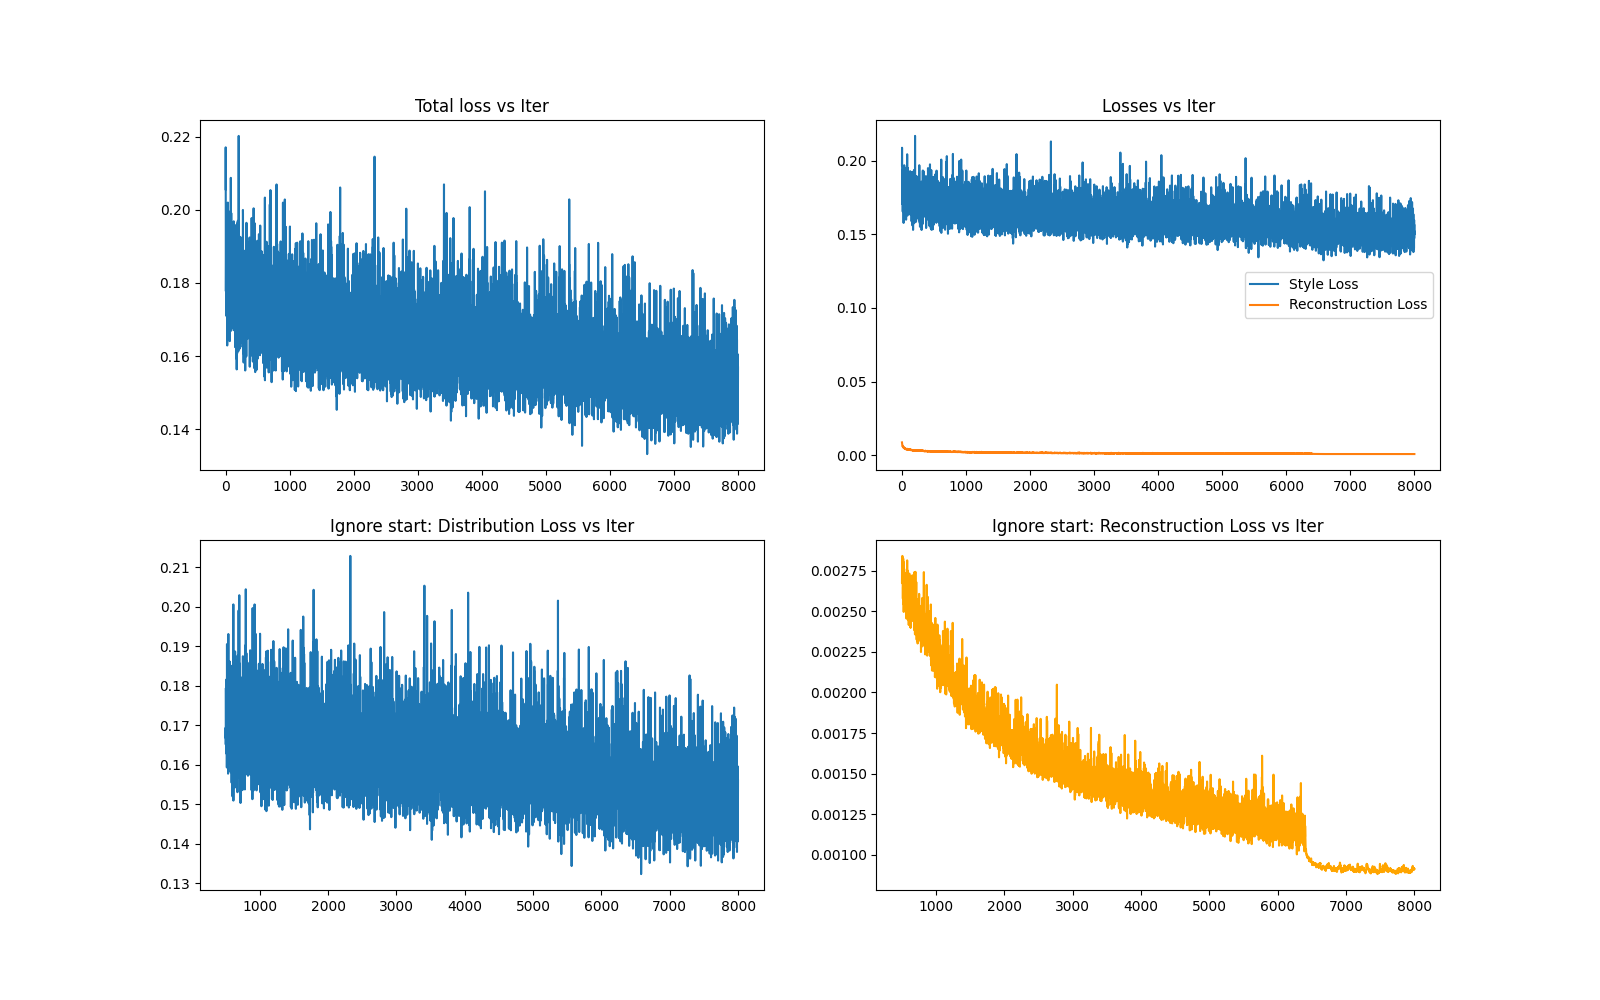 Total loss vs Iter
0.22
0.20
0.18
0.16
0.14
0 1000 2000 3000 4000 5000 6000 7000 8000
Losses vs Iter
0.20
0.15
0.10
0.05
0.00
Style Loss
Reconstruction Loss
0 1000 2000 3000 4000 5000 6000 7000 8000
Ignore start: Distribution Loss vs Iter
0.21
0.20
0.19
0.18
0.17
0.16
0.15
0.14
0.13
1000 2000 3000 4000 5000 6000 7000 8000
Ignore start: Reconstruction Loss vs Iter
0.00275
0.00250
0.00225
0.00200
0.00175
0.00150
0.00125
0.00100
1000 2000 3000 4000 5000 6000 7000 8000